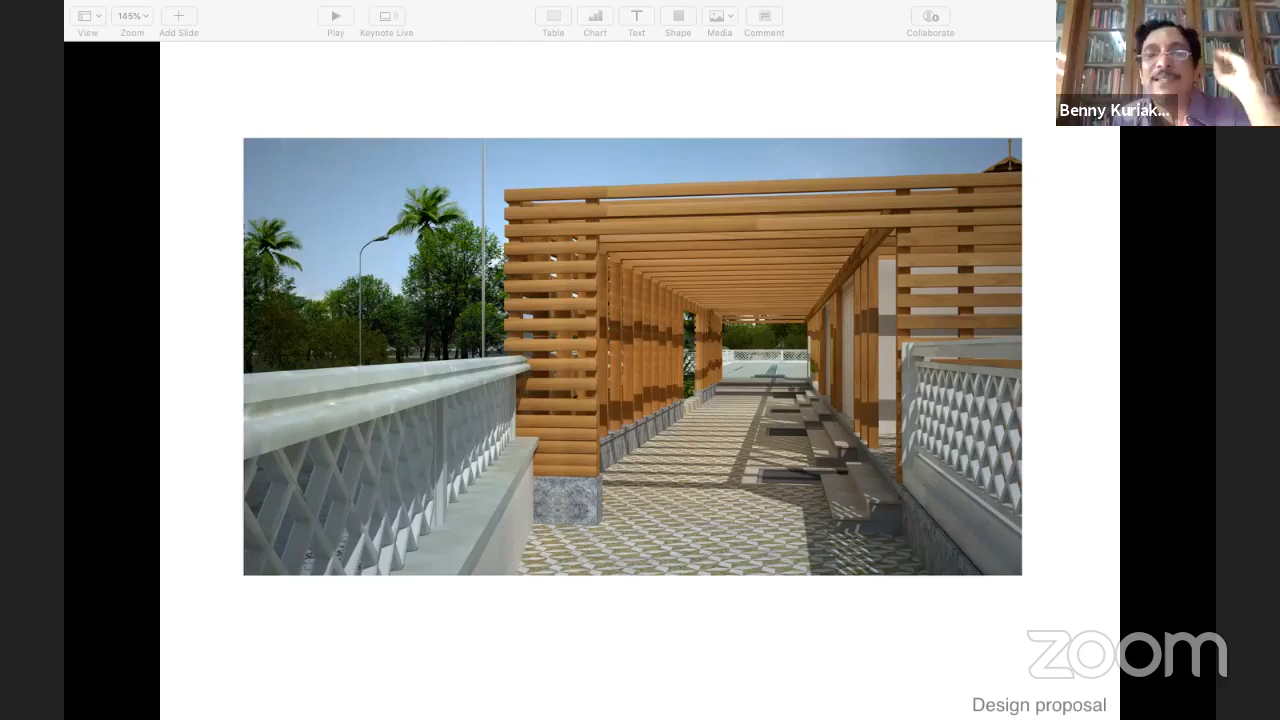 145%
View
Zoom
Add Slide
Play
Keynote Live
Table
Chart
Text
Shape
Media
Comment
Collaborate
Benny Kuriak...
zoom
Design proposal